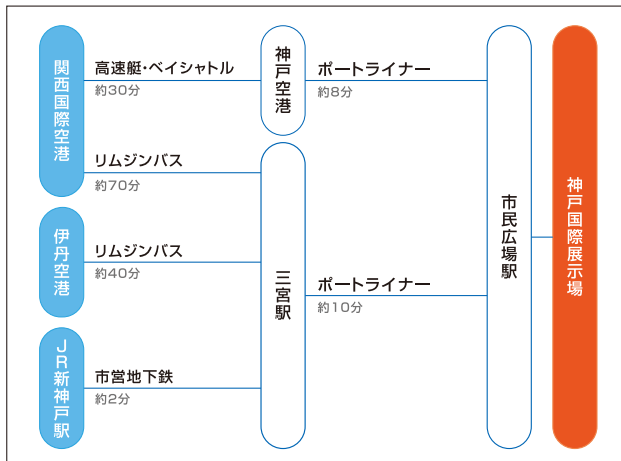 関西国際空港
高速艇・ベイシャトル
約30分
神戸空港
ポートライナー
約8分
リムジンバス
約70分
伊丹空港
リムジンバス
約40分
三宮駅
ポートライナー
約10分
JR新神戸駅
市営地下鉄
約2分
市民広場駅
神戸国際展示場